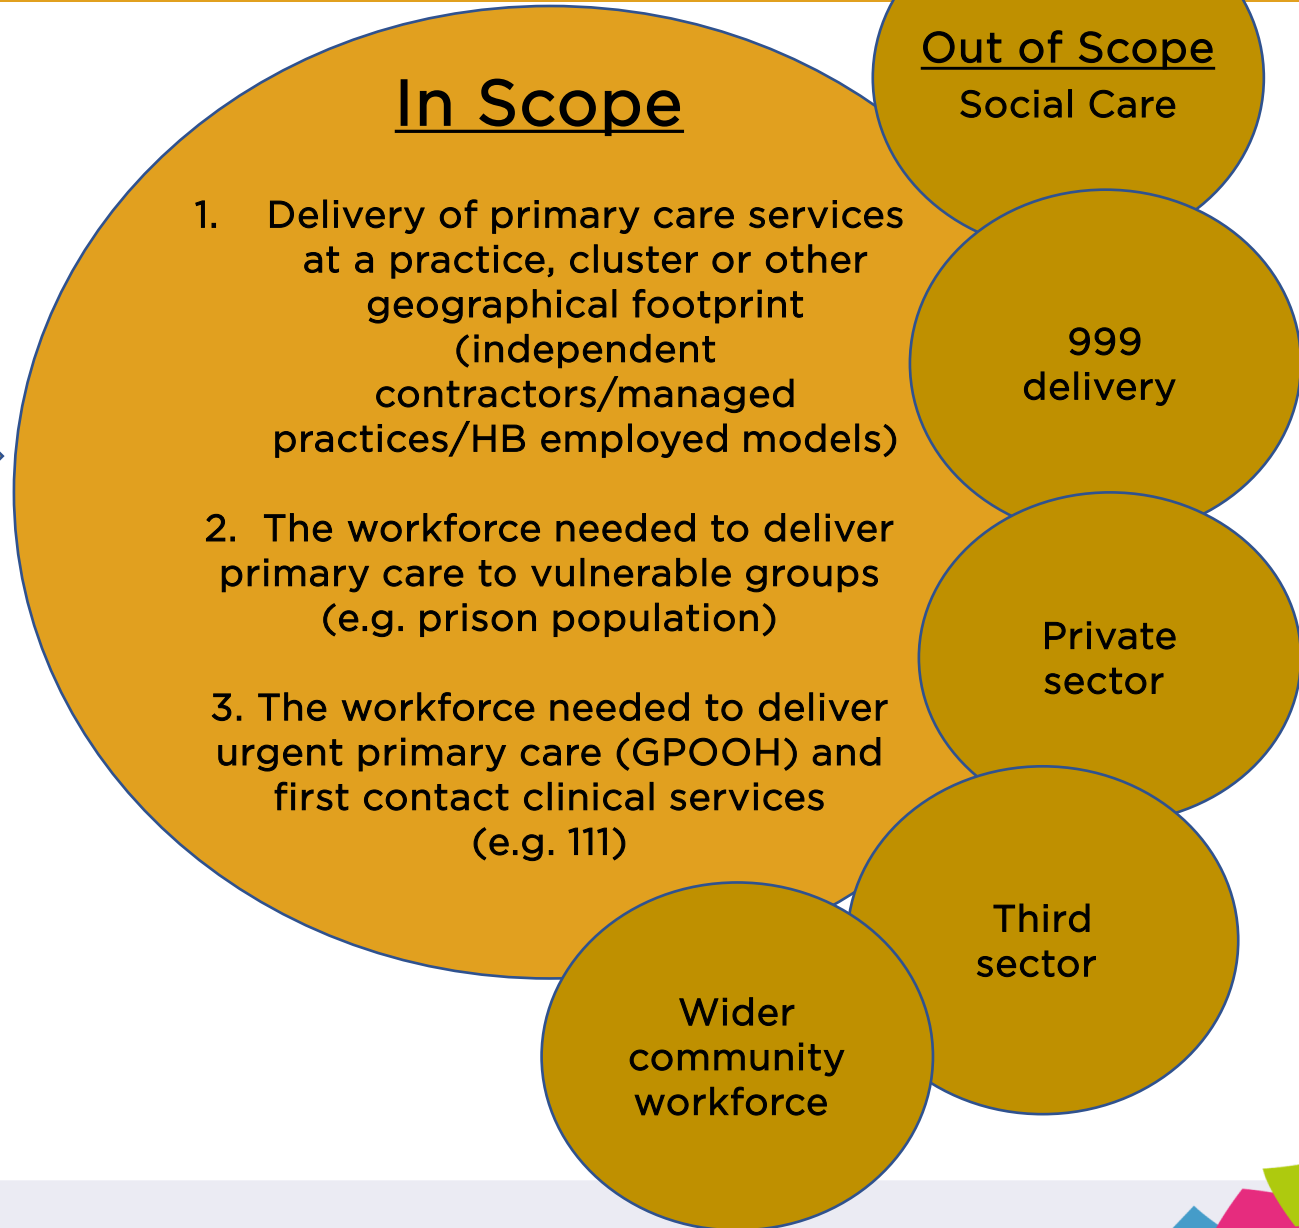 In Scope
1. Delivery of primary care services
at a practice, cluster or other
geographical footprint
(independent
contractors/managed
practices/HB employed models)
2. The workforce needed to deliver
primary care to vulnerable groups
(e.g. prison population)
3. The workforce needed to deliver
urgent primary care (GPOOH) and
first contact clinical services
(e.g. 111)
Out of Scope
Social Care
999
delivery
Private
sector
Third
sector
Wider
community
workforce